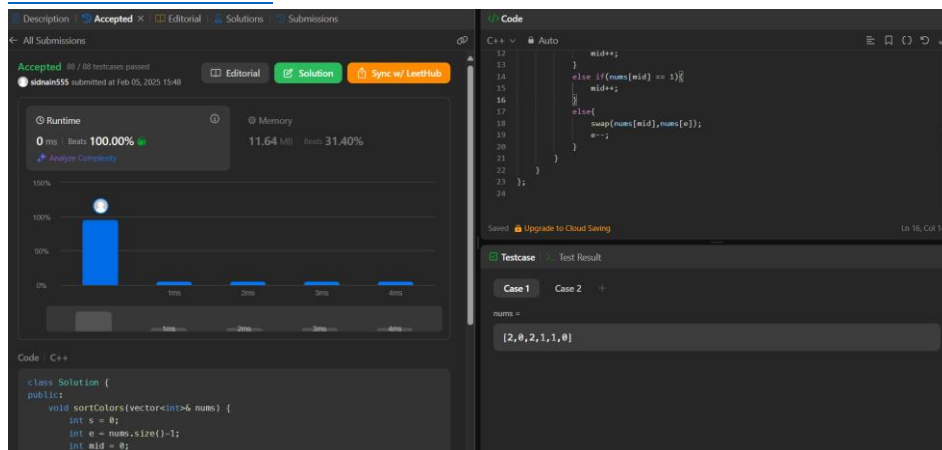 Description
Accepted ×
Editorial
Solutions
Submissions
← All Submissions
Accepted 88 / 88 testcases passed
sidnain555 submitted at Feb 05, 2025 15:48
Editorial
Solution
Sync w/ LeetHub
Runtime
0 ms Beats 100.00%
Analyze Complexity
Memory
11.64 MB Beats 31.40%
150%
100%
50%
0%
1ms 2ms 3ms 4ms
1ms 2ms 3ms 4ms
Code C++
class Solution {
public:
void sortColors(vector<int>& nums) {
int s = 0;
int e = nums.size()-1;
int mid = 0;
</> Code
C++ Auto
12 mid++;
13 }
14 else if(nums[mid] == 1){
15 mid++;
16 }
17 else{
18 swap(nums[mid],nums[e]);
19 e--;
20 }
21 }
22 }
23 };
24
Saved Upgrade to Cloud Saving
Ln 16, Col
Testcase
>_ Test Result
Case 1 Case 2 +
nums =
[2,0,2,1,1,0]